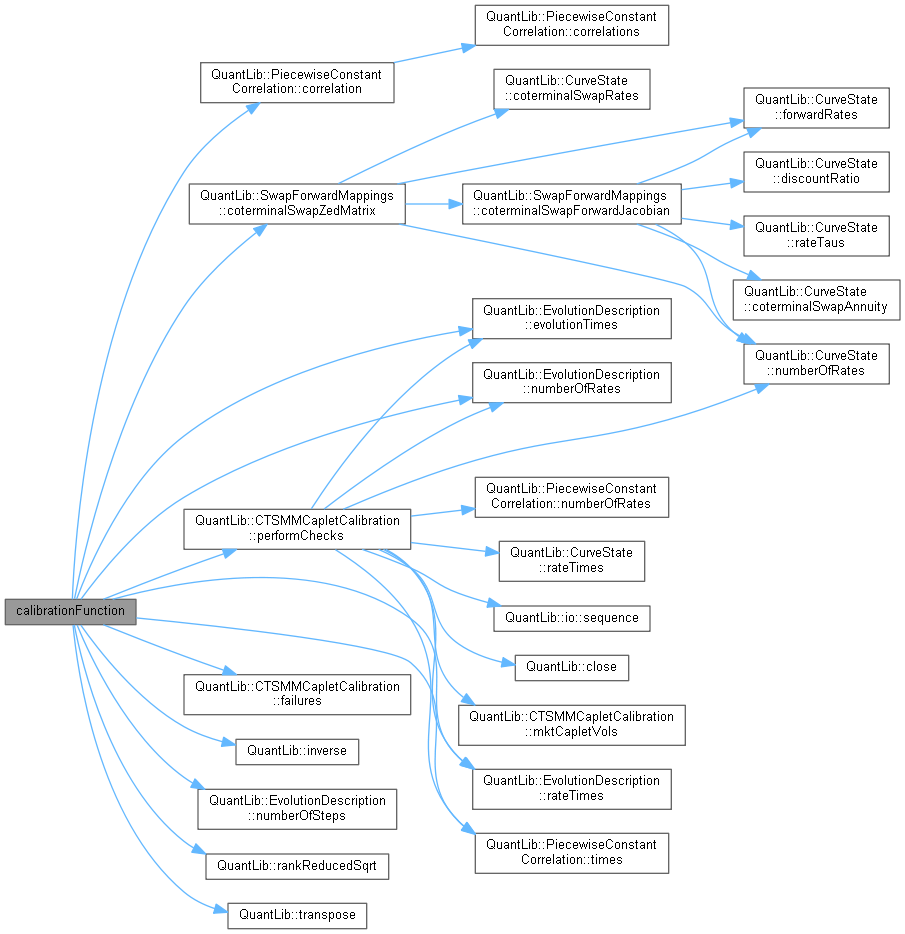 calibrationFunction
QuantLib::PiecewiseConstant
Correlation::correlation
QuantLib::PiecewiseConstant
Correlation::correlations
QuantLib::SwapForwardMappings
::coterminalSwapZedMatrix
QuantLib::CurveState
::coterminalSwapRates
QuantLib::CurveState
::forwardRates
QuantLib::SwapForwardMappings
::coterminalSwapForwardJacobian
QuantLib::CurveState
::discountRatio
QuantLib::CurveState
::rateTaus
QuantLib::CurveState
::coterminalSwapAnnuity
QuantLib::CurveState
::numberOfRates
QuantLib::EvolutionDescription
::evolutionTimes
QuantLib::EvolutionDescription
::numberOfRates
QuantLib::CTSMMCapletCalibration
::performChecks
QuantLib::PiecewiseConstant
Correlation::numberOfRates
QuantLib::CurveState
::rateTimes
QuantLib::io::sequence
QuantLib::close
QuantLib::CTSMMCapletCalibration
::mktCapletVols
QuantLib::EvolutionDescription
::rateTimes
QuantLib::PiecewiseConstant
Correlation::times
QuantLib::CTSMMCapletCalibration
::failures
QuantLib::inverse
QuantLib::EvolutionDescription
::numberOfSteps
QuantLib::rankReducedSqrt
QuantLib::transpose